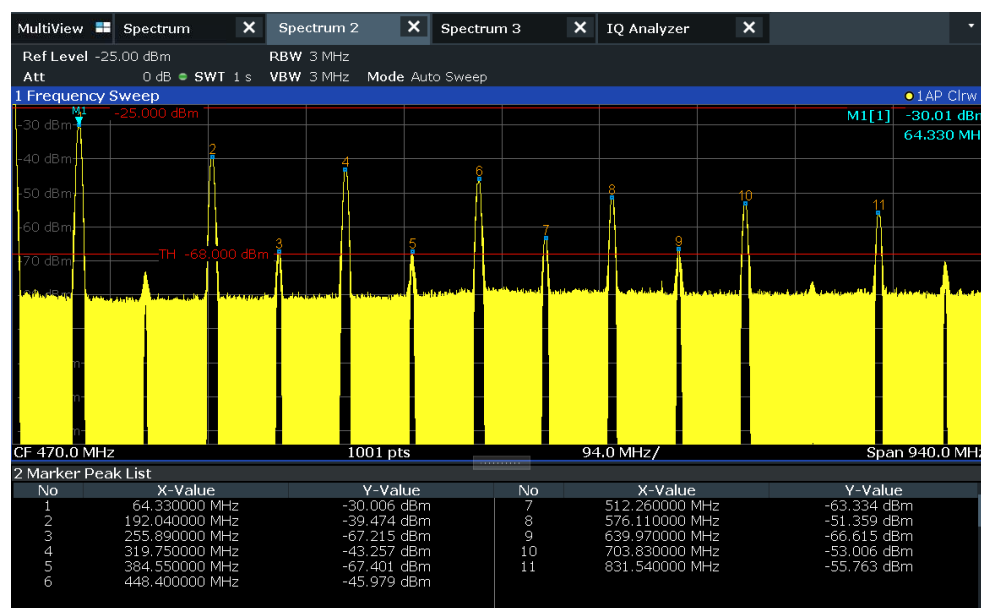 MultiView Spectrum X Spectrum 2 X Spectrum 3 X IQ Analyzer X
Ref Level -25.00 dBm RBW 3 MHz
Att 0 dB SWT 1 s VBW 3 MHz Mode Auto Sweep
1 Frequency Sweep 1AP Clrw
M1 -25.000 dBm M1[1] -30.01 dBm
-30 dBm 64.330 MH
2
-40 dBm 4
6
-50 dBm 8 10
11
-60 dBm 7
3 5 9
TH -68.000 dBm
-70 dBm
CF 470.0 MHz 1001 pts 94.0 MHz/ Span 940.0 MHz
2 Marker Peak List
No X-Value Y-Value No X-Value Y-Value
1 64.330000 MHz -30.006 dBm 7 512.260000 MHz -63.334 dBm
2 192.040000 MHz -39.474 dBm 8 576.110000 MHz -51.359 dBm
3 255.890000 MHz -67.215 dBm 9 639.970000 MHz -66.615 dBm
4 319.750000 MHz -43.257 dBm 10 703.830000 MHz -53.006 dBm
5 384.550000 MHz -67.401 dBm 11 831.540000 MHz -55.763 dBm
6 448.400000 MHz -45.979 dBm